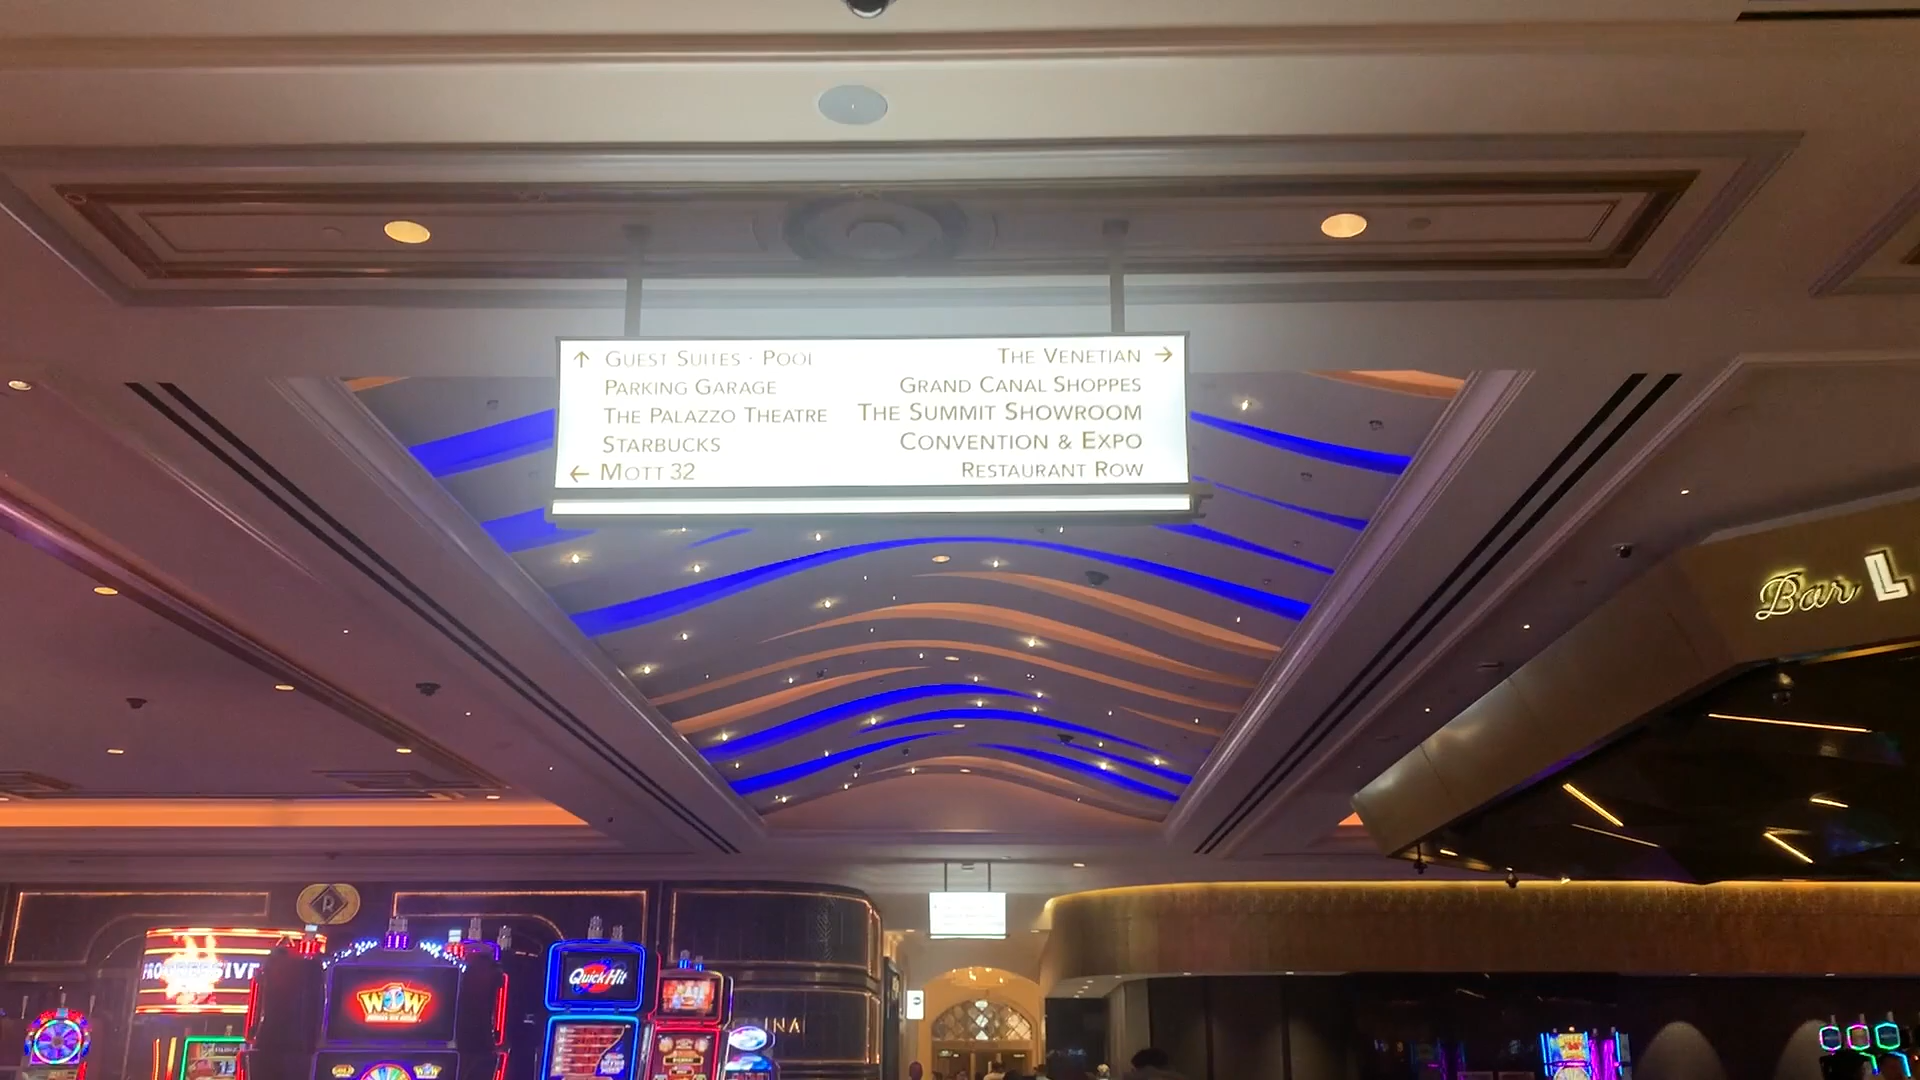 ↑ GUEST SUITES · POOL
PARKING GARAGE
THE PALAZZO THEATRE
STARBUCKS
← MOTT 32
THE VENETIAN →
GRAND CANAL SHOPPES
THE SUMMIT SHOWROOM
CONVENTION & EXPO
RESTAURANT ROW
Bar L
WOW
Quick Hit